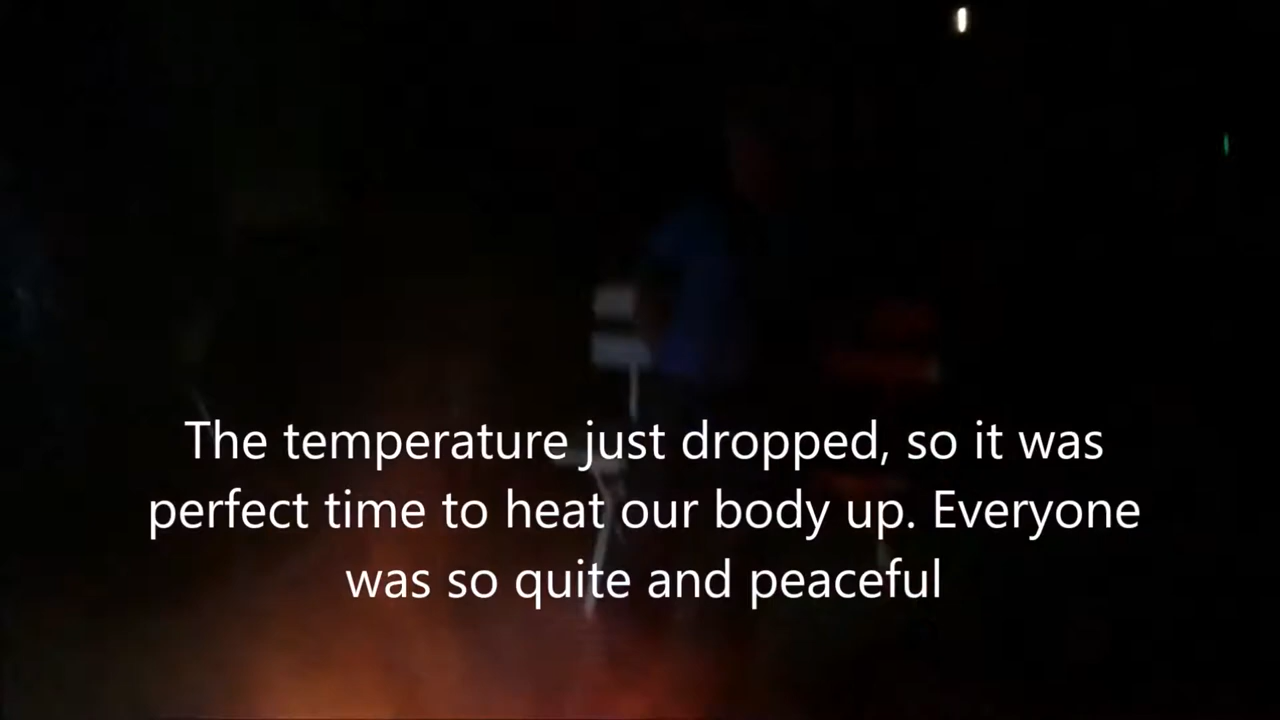 The temperature just dropped, so it was
perfect time to heat our body up. Everyone
was so quite and peaceful